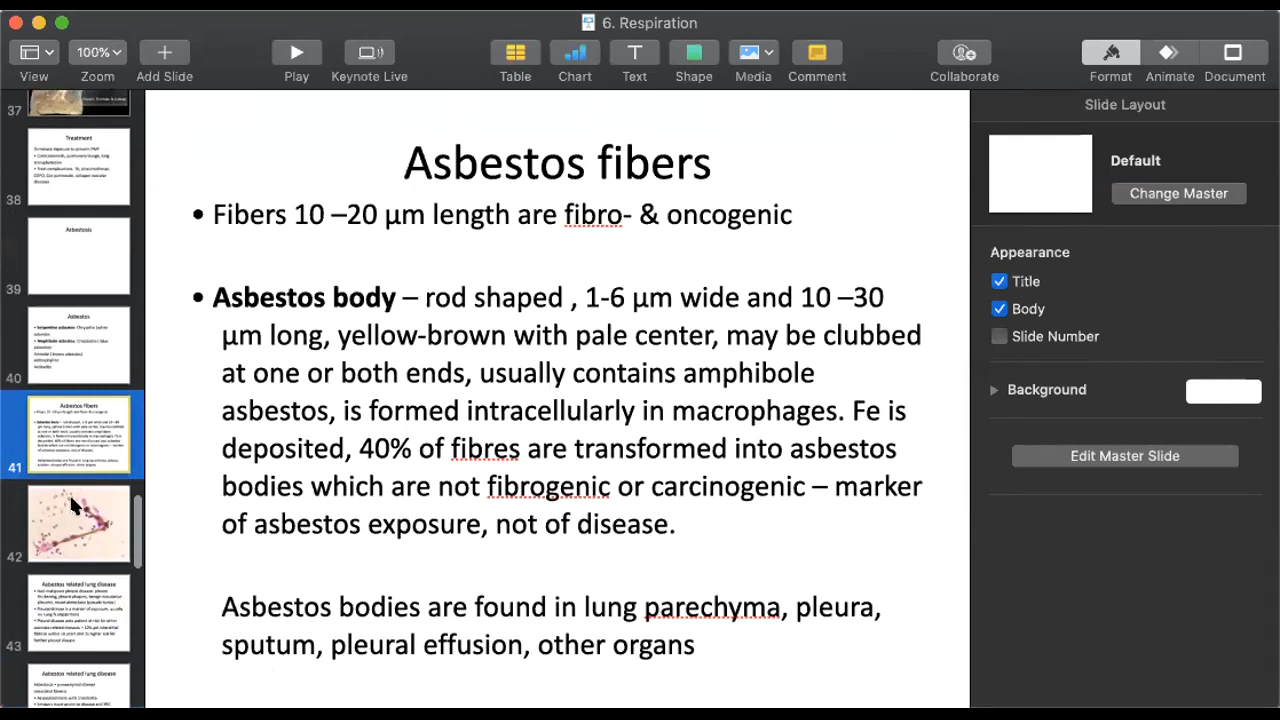 6. Respiration
100%
View
Zoom
Add Slide
Play
Keynote Live
Table
Chart
Text
Shape
Media
Comment
Collaborate
Format
Animate
Document
37
Treatment
38
Asbestosis
39
Asbestos
40
Asbestos fibers
41
42
Asbestos related lung disease
43
Asbestos related lung disease
Asbestos fibers
• Fibers 10 –20 µm length are fibro- & oncogenic
• Asbestos body – rod shaped , 1-6 µm wide and 10 –30
µm long, yellow-brown with pale center, may be clubbed
at one or both ends, usually contains amphibole
asbestos, is formed intracellularly in macrophages. Fe is
deposited, 40% of fibres are transformed into asbestos
bodies which are not fibrogenic or carcinogenic – marker
of asbestos exposure, not of disease.
Asbestos bodies are found in lung parechyna, pleura,
sputum, pleural effusion, other organs
Slide Layout
Default
Change Master
Appearance
Title
Body
Slide Number
Background
Edit Master Slide